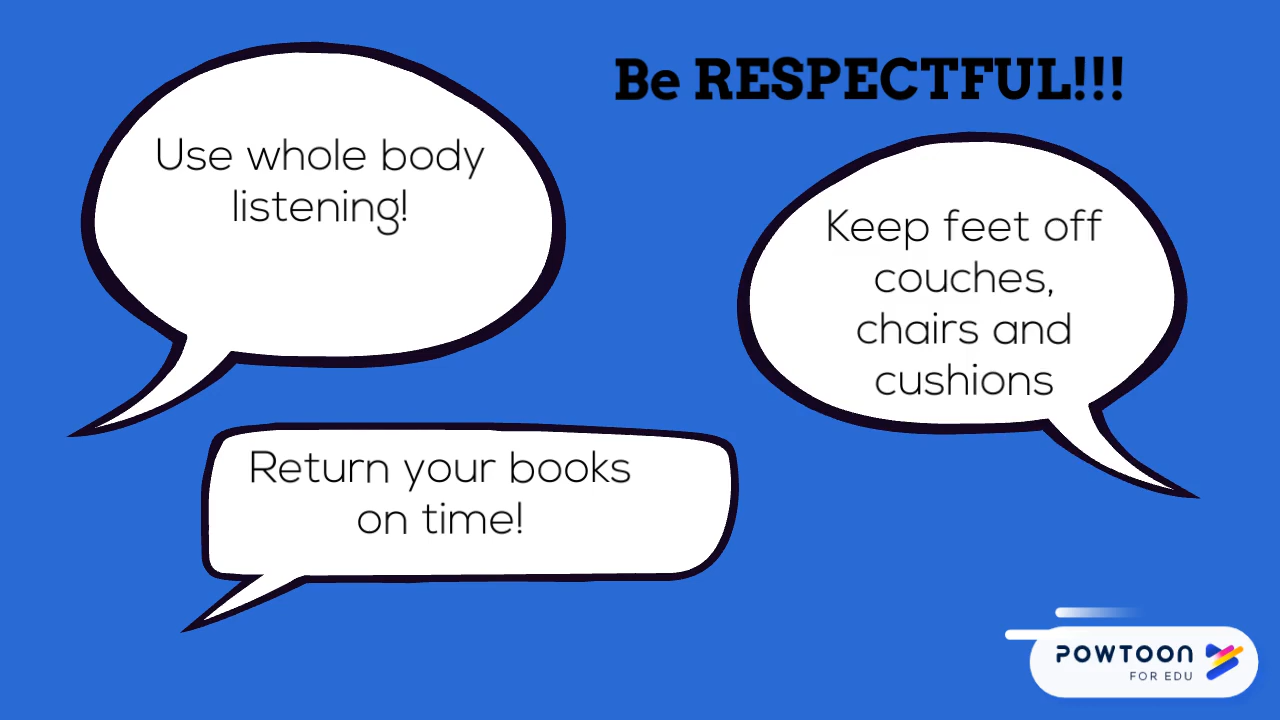 Be RESPECTFUL!!!
Use whole body
listening!
Keep feet off
couches,
chairs and
cushions
Return your books
on time!
POWTOON
FOR EDU